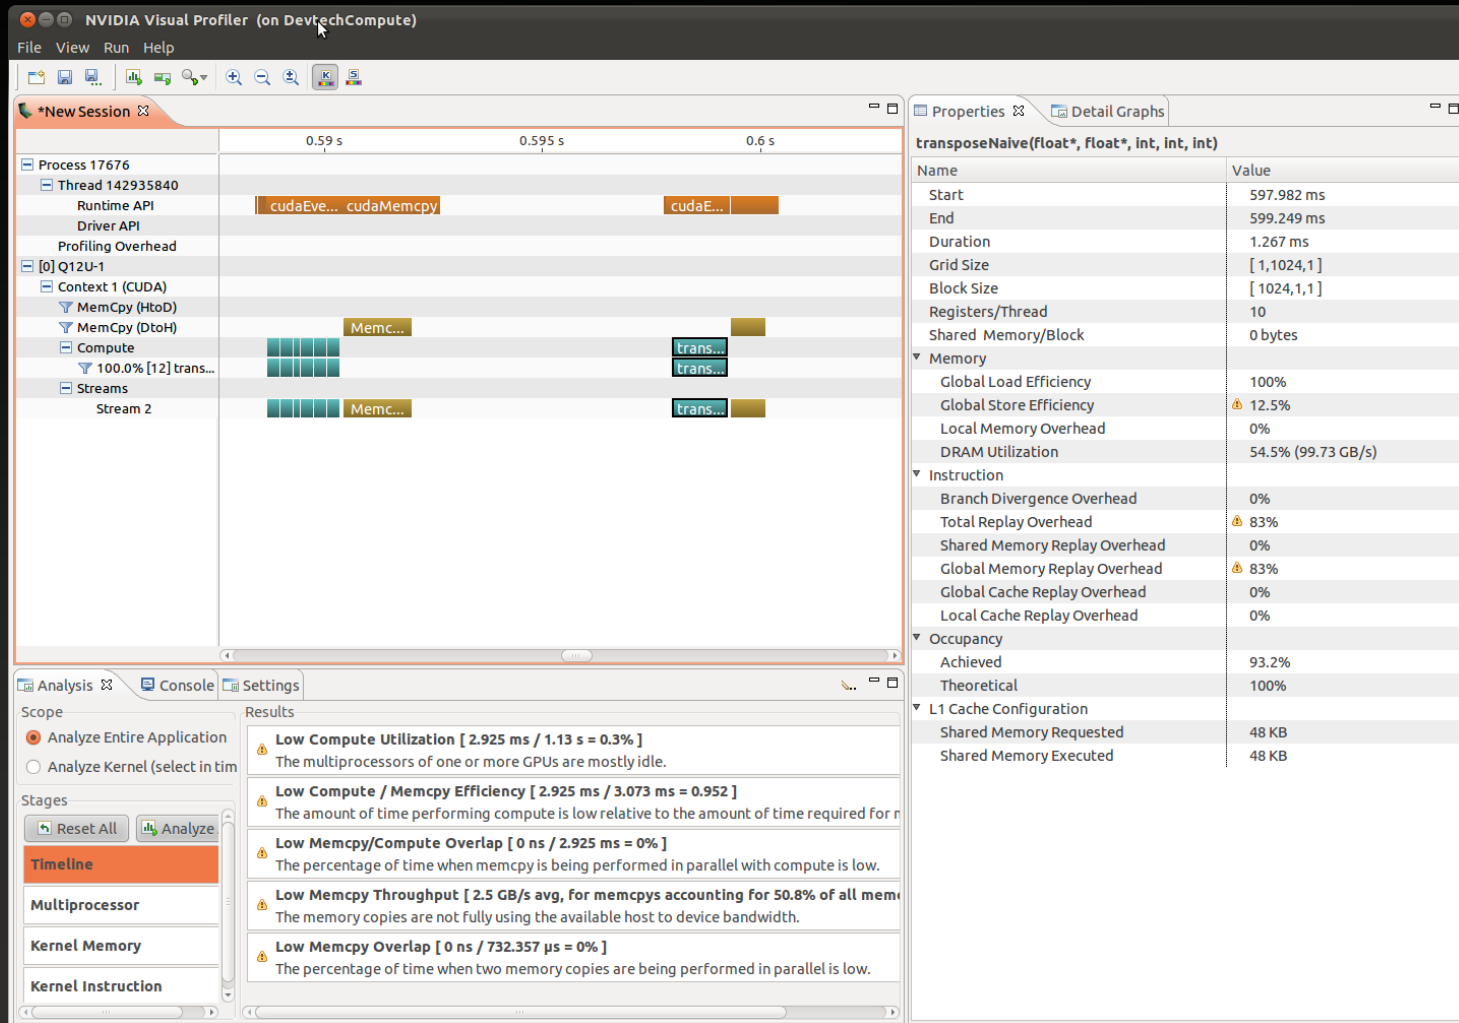 NVIDIA Visual Profiler (on DevtechCompute)
File View Run Help
*New Session
0.59 s 0.595 s 0.6 s
Process 17676
Thread 142935840
Runtime API cudaEve... cudaMemcpy cudaE...
Driver API
Profiling Overhead
[0] Q12U-1
Context 1 (CUDA)
MemCpy (HtoD)
MemCpy (DtoH) Memc...
Compute trans...
100.0% [12] trans... trans...
Streams
Stream 2 Memc... trans...
Properties Detail Graphs
transposeNaive(float*, float*, int, int, int)
Name Value
Start 597.982 ms
End 599.249 ms
Duration 1.267 ms
Grid Size [ 1,1024,1 ]
Block Size [ 1024,1,1 ]
Registers/Thread 10
Shared Memory/Block 0 bytes
Memory
Global Load Efficiency 100%
Global Store Efficiency 12.5%
Local Memory Overhead 0%
DRAM Utilization 54.5% (99.73 GB/s)
Instruction
Branch Divergence Overhead 0%
Total Replay Overhead 83%
Shared Memory Replay Overhead 0%
Global Memory Replay Overhead 83%
Global Cache Replay Overhead 0%
Local Cache Replay Overhead 0%
Occupancy
Achieved 93.2%
Theoretical 100%
L1 Cache Configuration
Shared Memory Requested 48 KB
Shared Memory Executed 48 KB
Analysis Console Settings
Scope
Analyze Entire Application
Analyze Kernel (select in tim
Stages
Reset All Analyze
Timeline
Multiprocessor
Kernel Memory
Kernel Instruction
Results
Low Compute Utilization [ 2.925 ms / 1.13 s = 0.3% ]
The multiprocessors of one or more GPUs are mostly idle.
Low Compute / Memcpy Efficiency [ 2.925 ms / 3.073 ms = 0.952 ]
The amount of time performing compute is low relative to the amount of time required for
Low Memcpy/Compute Overlap [ 0 ns / 2.925 ms = 0% ]
The percentage of time when memcpy is being performed in parallel with compute is low.
Low Memcpy Throughput [ 2.5 GB/s avg, for memcpys accounting for 50.8% of all mem
The memory copies are not fully using the available host to device bandwidth.
Low Memcpy Overlap [ 0 ns / 732.357 µs = 0% ]
The percentage of time when two memory copies are being performed in parallel is low.